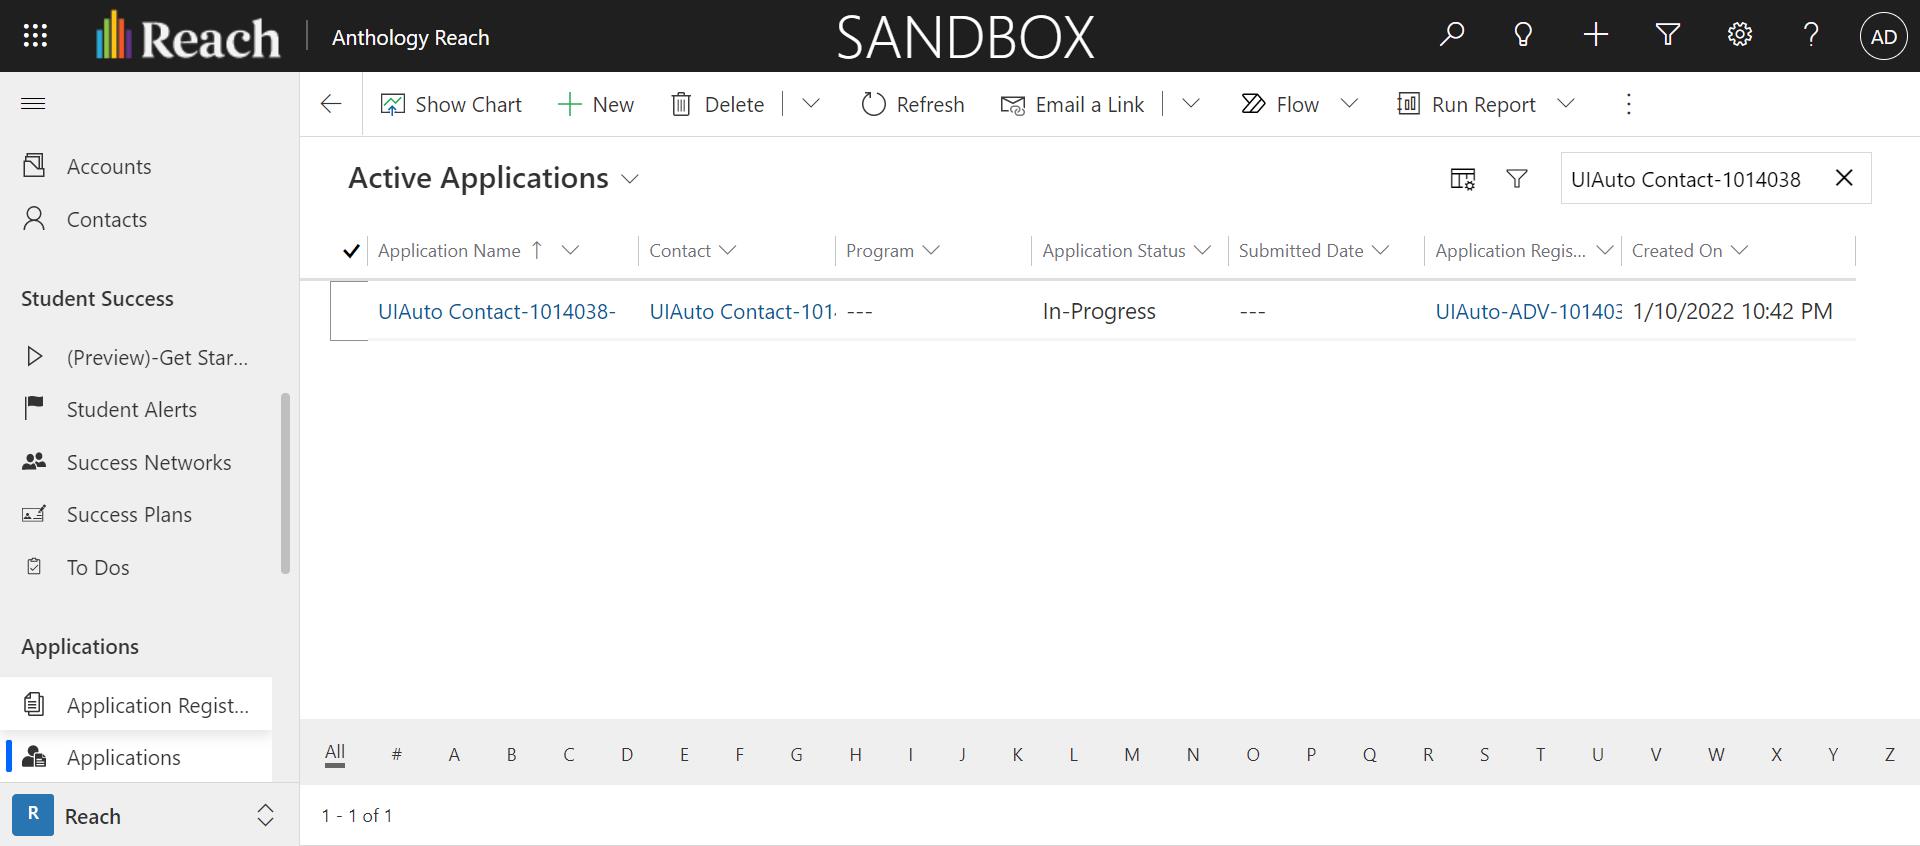 Reach
Anthology Reach
SANDBOX
AD
Show Chart
New
Delete
Refresh
Email a Link
Flow
Run Report
Accounts
Contacts
Student Success
(Preview)-Get Star...
Student Alerts
Success Networks
Success Plans
To Dos
Applications
Application Regist...
Applications
R
Reach
Active Applications
UIAuto Contact-1014038
Application Name
Contact
Program
Application Status
Submitted Date
Application Regis...
Created On
UIAuto Contact-1014038-
UIAuto Contact-101
---
In-Progress
---
UIAuto-ADV-101403
1/10/2022 10:42 PM
All # A B C D E F G H I J K L M N O P Q R S T U V W X Y Z
1 - 1 of 1